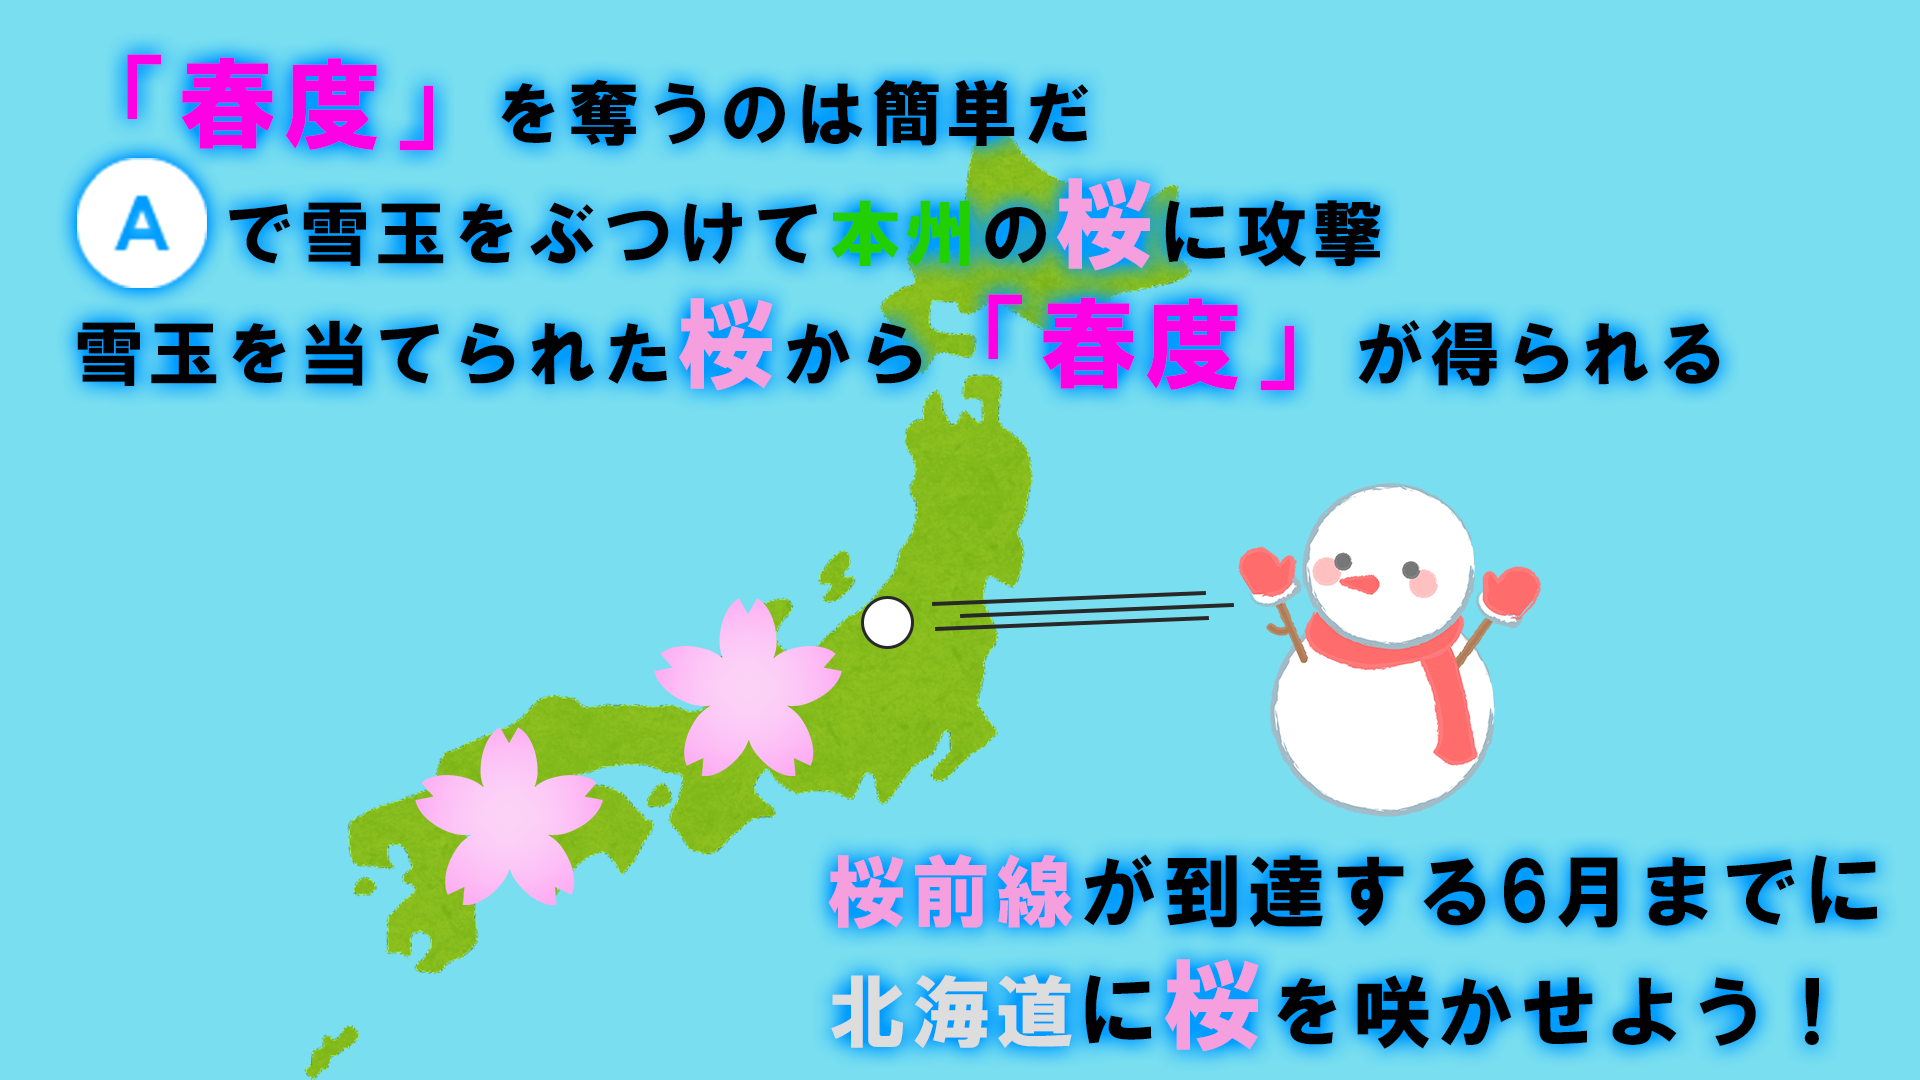 「春度」を奪うのは簡単だ
Aで雪玉をぶつけて本州の桜に攻撃
雪玉を当てられた桜から「春度」が得られる
桜前線が到達する6月までに
北海道に桜を咲かせよう！